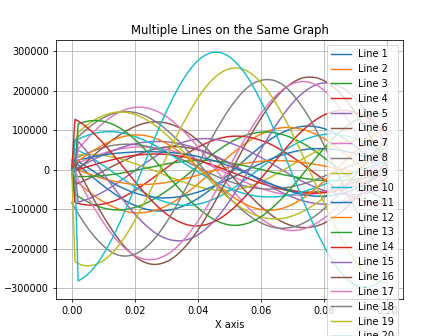 Multiple Lines on the Same Graph
300000
200000
100000
0
-100000
-200000
-300000
0.00
0.02
0.04
0.06
0.08
X axis
Line 1
Line 2
Line 3
Line 4
Line 5
Line 6
Line 7
Line 8
Line 9
Line 10
Line 11
Line 12
Line 13
Line 14
Line 15
Line 16
Line 17
Line 18
Line 19
Line 20